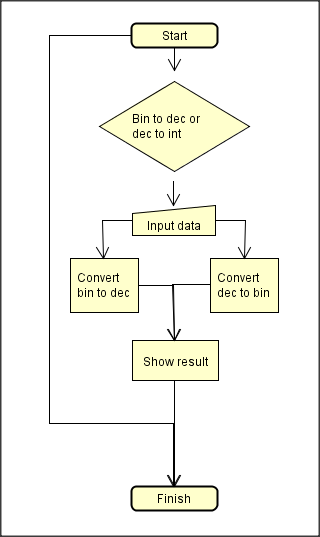 Start
Bin to dec or
dec to int
Input data
Convert
bin to dec
Convert
dec to bin
Show result
Finish